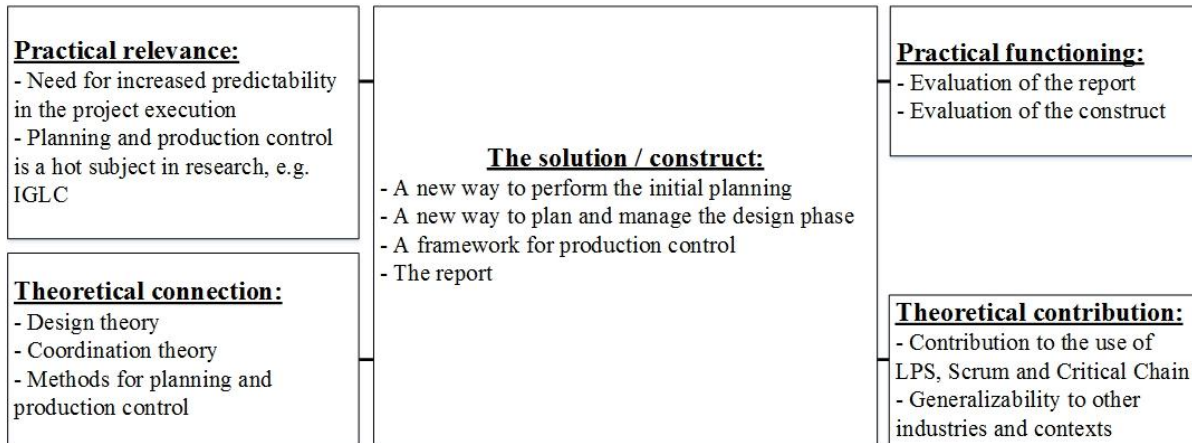 Practical relevance:
- Need for increased predictability
in the project execution
- Planning and production control
is a hot subject in research, e.g.
IGLC
Theoretical connection:
- Design theory
- Coordination theory
- Methods for planning and
production control
The solution / construct:
- A new way to perform the initial planning
- A new way to plan and manage the design phase
- A framework for production control
- The report
Practical functioning:
- Evaluation of the report
- Evaluation of the construct
Theoretical contribution:
- Contribution to the use of
LPS, Scrum and Critical Chain
- Generalizability to other
industries and contexts